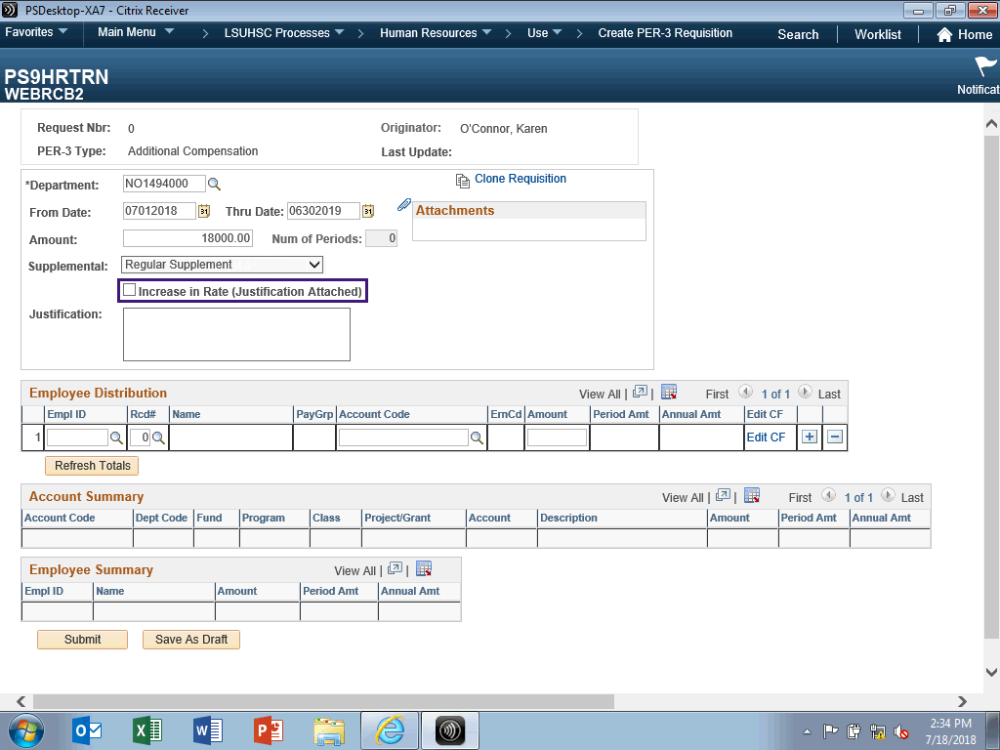 PSDesktop-XA7 - Citrix Receiver
Favorites Main Menu > LSUHSC Processes > Human Resources > Use > Create PER-3 Requisition Search Worklist Home
PS9HRTRN
WEBRCB2
Notificat
Request Nbr: 0 Originator: O'Connor, Karen
PER-3 Type: Additional Compensation Last Update:
*Department: NO1494000 Clone Requisition
From Date: 07012018 31 Thru Date: 06302019 31 Attachments
Amount: 18000.00 Num of Periods: 0
Supplemental: Regular Supplement
Increase in Rate (Justification Attached)
Justification:
Employee Distribution View All | | First 1 of 1 Last
Empl ID Rcd# Name PayGrp Account Code ErnCd Amount Period Amt Annual Amt Edit CF
1 0 Edit CF + -
Refresh Totals
Account Summary View All | | First 1 of 1 Last
Account Code Dept Code Fund Program Class Project/Grant Account Description Amount Period Amt Annual Amt
Employee Summary View All | |
Empl ID Name Amount Period Amt Annual Amt
Submit Save As Draft
2:34 PM
7/18/2018